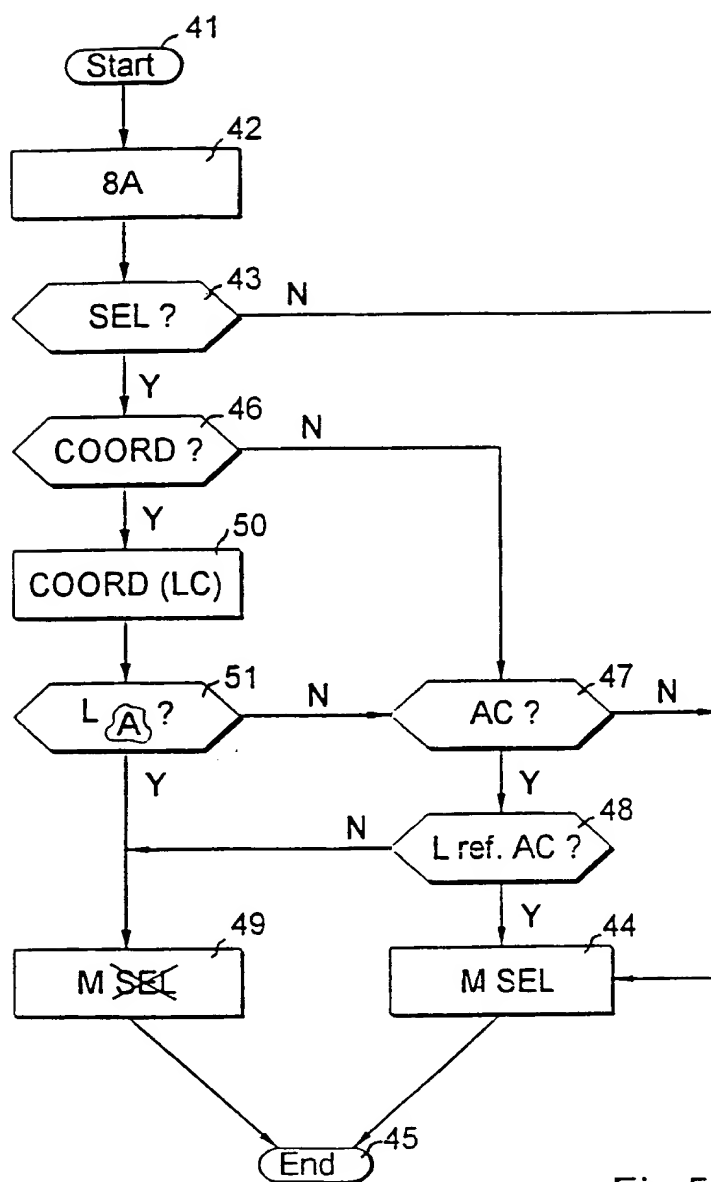 41
Start
42
8A
43
SEL ?
N
Y
46
COORD ?
N
Y
50
COORD (LC)
51
L A ?
N
47
AC ?
N
Y
Y
48
L ref. AC ?
N
Y
49
M SEL
44
M SEL
End
45
Fig 5